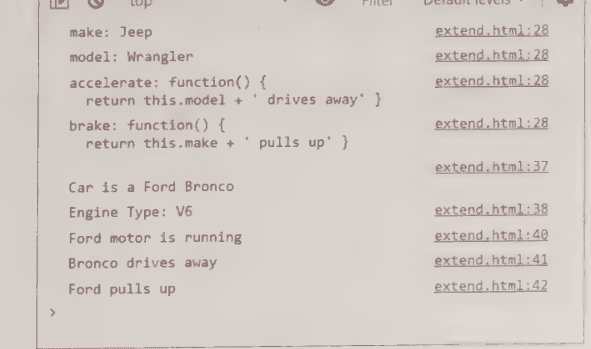 top Filter Default levels
make: Jeep extend.html:28
model: Wrangler extend.html:28
accelerate: function() { extend.html:28
return this.model + ' drives away' }
brake: function() { extend.html:28
return this.make + ' pulls up' }
extend.html:37
Car is a Ford Bronco
Engine Type: V6 extend.html:38
Ford motor is running extend.html:40
Bronco drives away extend.html:41
Ford pulls up extend.html:42
>